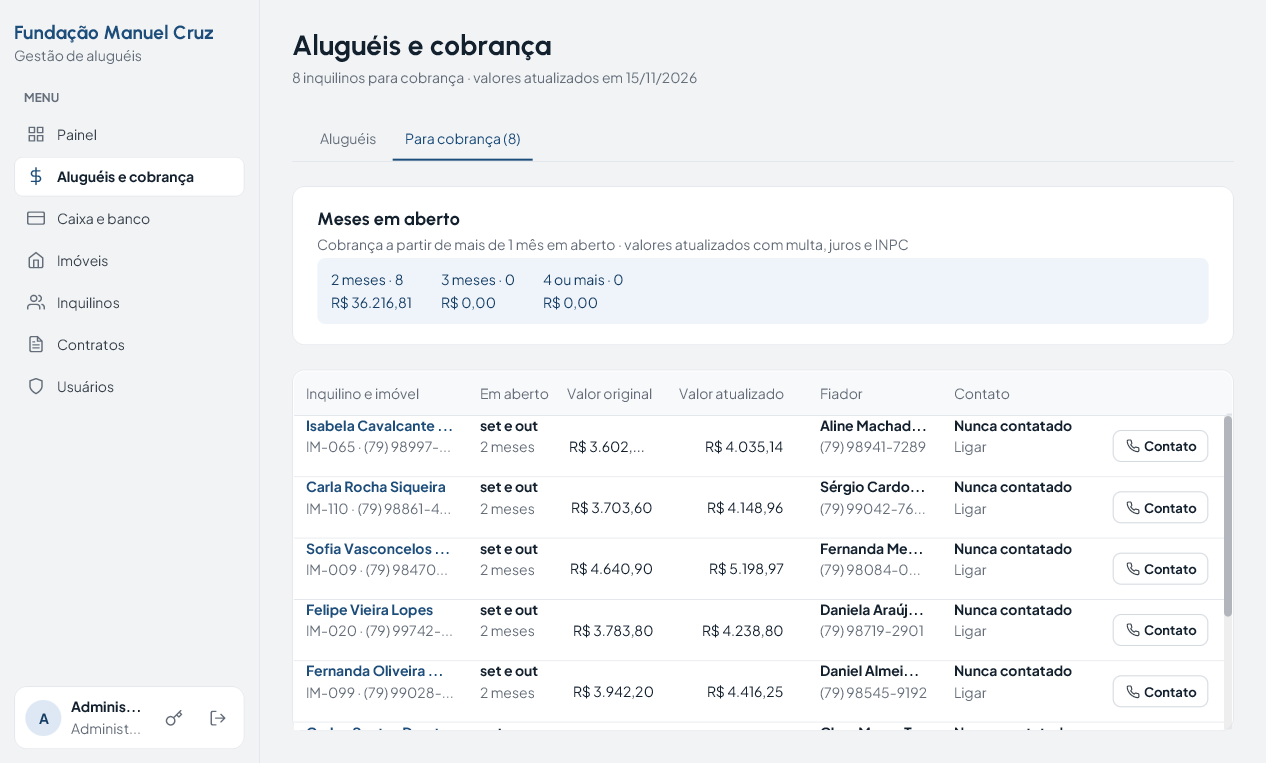 Fundação Manuel Cruz
Gestão de aluguéis
MENU
Painel
Aluguéis e cobrança
Caixa e banco
Imóveis
Inquilinos
Contratos
Usuários
A
Adminis...
Administ...
Aluguéis e cobrança
8 inquilinos para cobrança · valores atualizados em 15/11/2026
Aluguéis Para cobrança (8)
Meses em aberto
Cobrança a partir de mais de 1 mês em aberto · valores atualizados com multa, juros e INPC
2 meses · 8 3 meses · 0 4 ou mais · 0
R$ 36.216,81 R$ 0,00 R$ 0,00
Inquilino e imóvel Em aberto Valor original Valor atualizado Fiador Contato
Isabela Cavalcante ... set e out Aline Machad... Nunca contatado
IM-065 · (79) 98997-... 2 meses R$ 3.602,... R$ 4.035,14 (79) 98941-7289 Ligar Contato
Carla Rocha Siqueira set e out Sérgio Cardo... Nunca contatado
IM-110 · (79) 98861-4... 2 meses R$ 3.703,60 R$ 4.148,96 (79) 99042-76... Ligar Contato
Sofia Vasconcelos ... set e out Fernanda Me... Nunca contatado
IM-009 · (79) 98470... 2 meses R$ 4.640,90 R$ 5.198,97 (79) 98084-0... Ligar Contato
Felipe Vieira Lopes set e out Daniela Araúj... Nunca contatado
IM-020 · (79) 99742-... 2 meses R$ 3.783,80 R$ 4.238,80 (79) 98719-2901 Ligar Contato
Fernanda Oliveira ... set e out Daniel Almei... Nunca contatado
IM-099 · (79) 99028-... 2 meses R$ 3.942,20 R$ 4.416,25 (79) 98545-9192 Ligar Contato